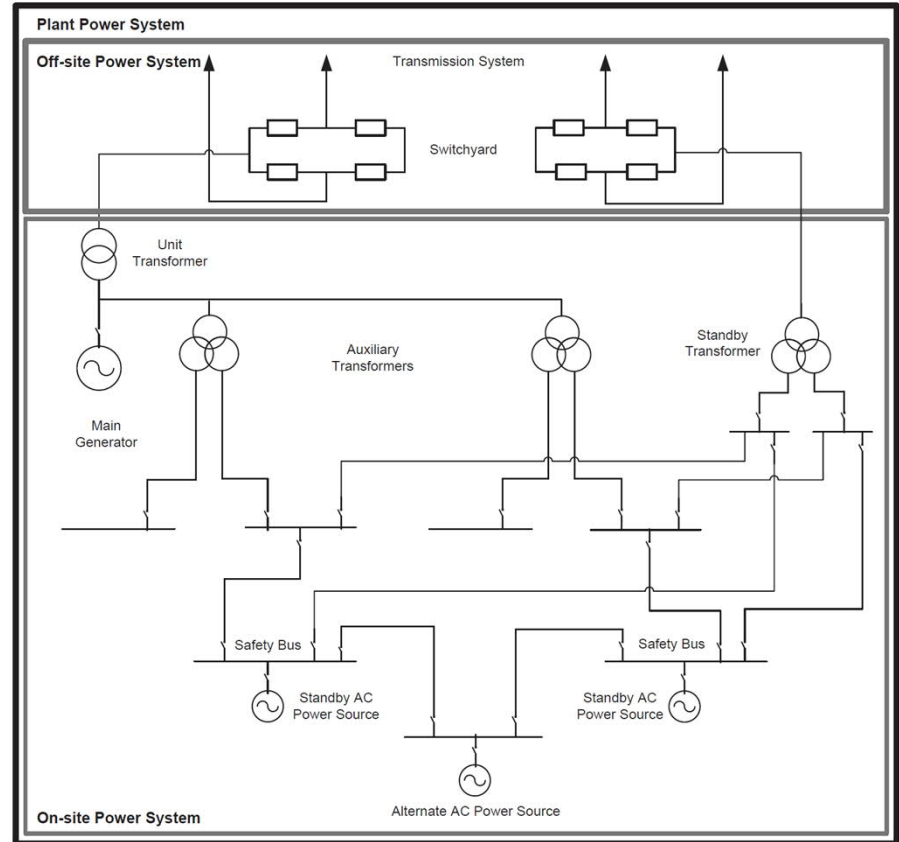 Plant Power System
Off-site Power System
Transmission System
Switchyard
Unit
Transformer
Auxiliary
Transformers
Standby
Transformer
Main
Generator
Safety Bus
Safety Bus
Standby AC
Power Source
Standby AC
Power Source
Alternate AC Power Source
On-site Power System